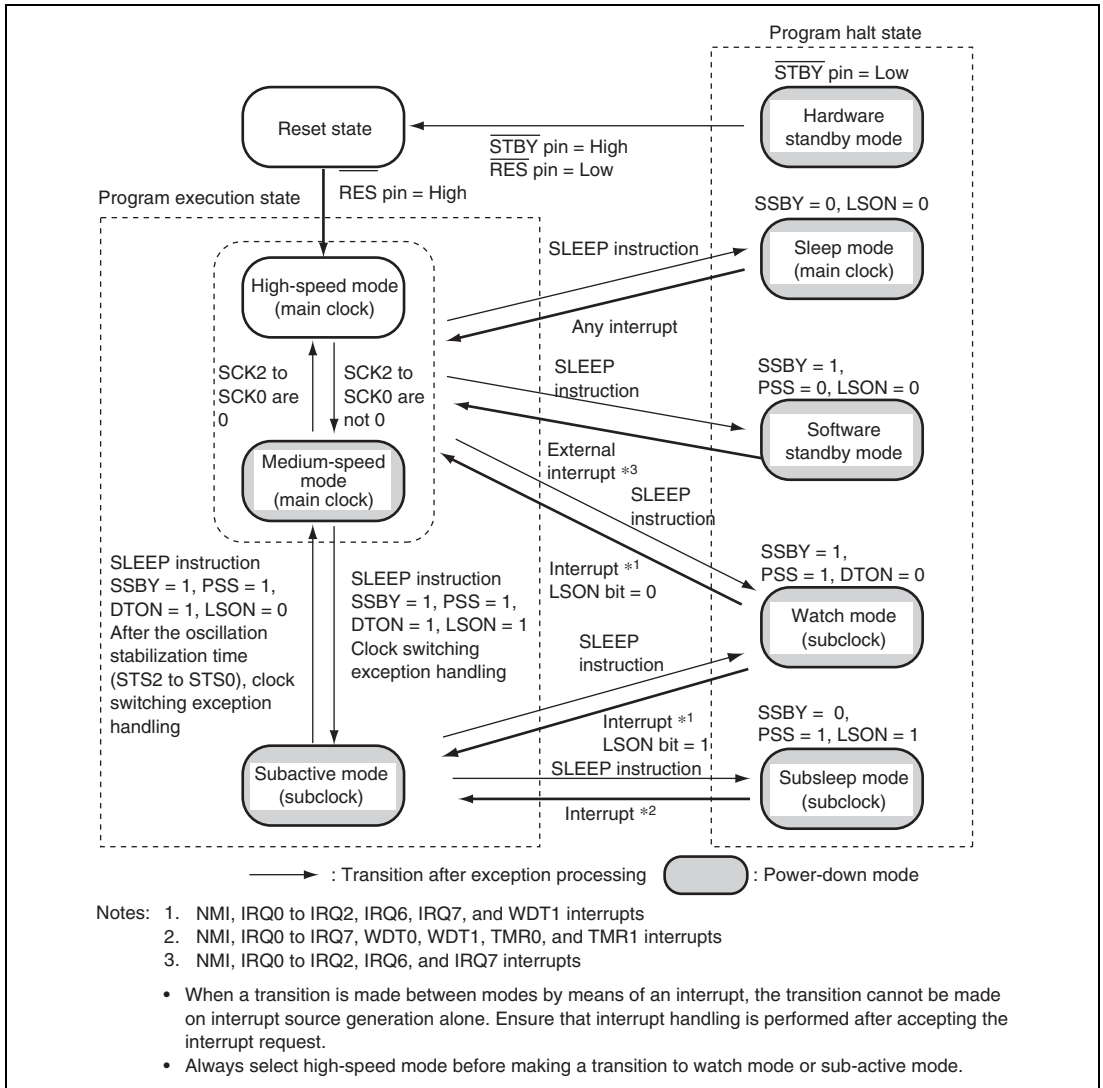 Program halt state
STBY pin = Low
Hardware
standby mode
Reset state
STBY pin = High
RES pin = Low
RES pin = High
Program execution state
SSBY = 0, LSON = 0
Sleep mode
(main clock)
SLEEP instruction
Any interrupt
High-speed mode
(main clock)
SCK2 to
SCK0 are
0
SCK2 to
SCK0 are
not 0
SLEEP
instruction
SSBY = 1,
PSS = 0, LSON = 0
Software
standby mode
External
interrupt *3
Medium-speed
mode
(main clock)
SLEEP
instruction
SSBY = 1,
PSS = 1, DTON = 0
Watch mode
(subclock)
Interrupt *1
LSON bit = 0
SLEEP instruction
SSBY = 1, PSS = 1,
DTON = 1, LSON = 0
After the oscillation
stabilization time
(STS2 to STS0), clock
switching exception
handling
SLEEP instruction
SSBY = 1, PSS = 1,
DTON = 1, LSON = 1
Clock switching
exception handling
SLEEP
instruction
Interrupt *1
LSON bit = 1
SSBY = 0,
PSS = 1, LSON = 1
Subsleep mode
(subclock)
SLEEP instruction
Interrupt *2
Subactive mode
(subclock)
: Transition after exception processing
: Power-down mode
Notes: 1. NMI, IRQ0 to IRQ2, IRQ6, IRQ7, and WDT1 interrupts
2. NMI, IRQ0 to IRQ7, WDT0, WDT1, TMR0, and TMR1 interrupts
3. NMI, IRQ0 to IRQ2, IRQ6, and IRQ7 interrupts
• When a transition is made between modes by means of an interrupt, the transition cannot be made
on interrupt source generation alone. Ensure that interrupt handling is performed after accepting the
interrupt request.
• Always select high-speed mode before making a transition to watch mode or sub-active mode.